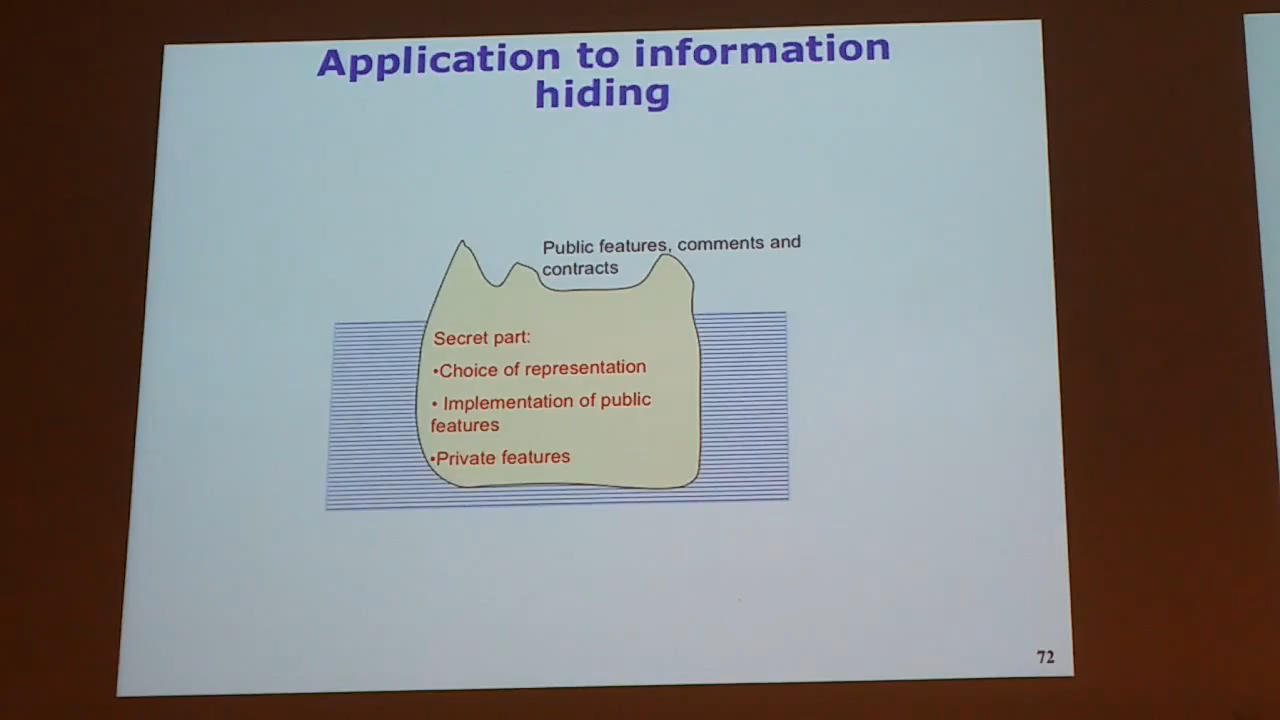 Application to information
hiding
Public features, comments and
contracts
Secret part:
•Choice of representation
• Implementation of public
features
•Private features
72